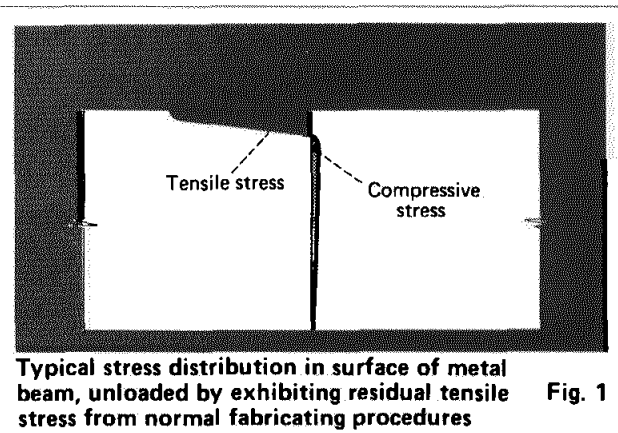 Tensile stress
Compressive
stress
Typical stress distribution in surface of metal
beam, unloaded by exhibiting residual tensile Fig. 1
stress from normal fabricating procedures